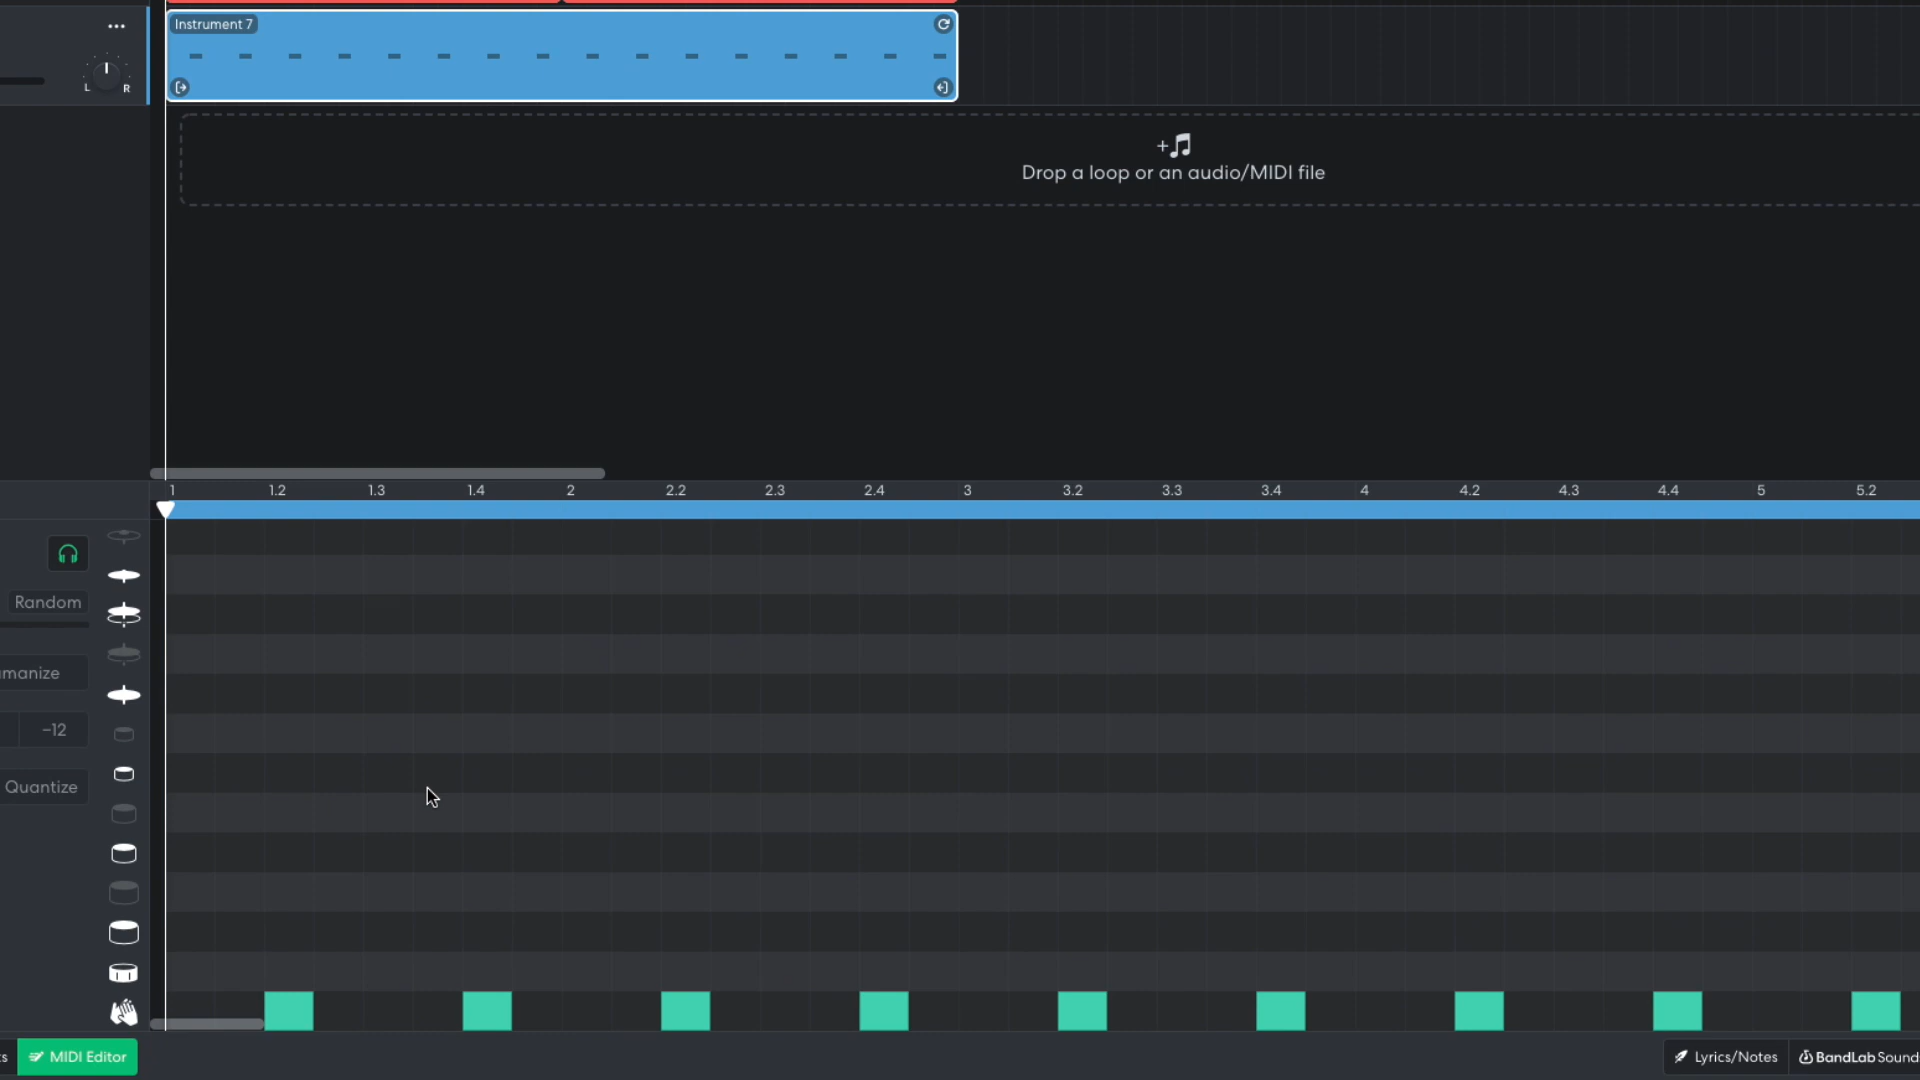 Instrument 7
L R
Drop a loop or an audio/MIDI file
1 1.2 1.3 1.4 2 2.2 2.3 2.4 3 3.2 3.3 3.4 4 4.2 4.3 4.4 5 5.2
Random
manize
-12
Quantize
s MIDI Editor
Lyrics/Notes
BandLab Sound